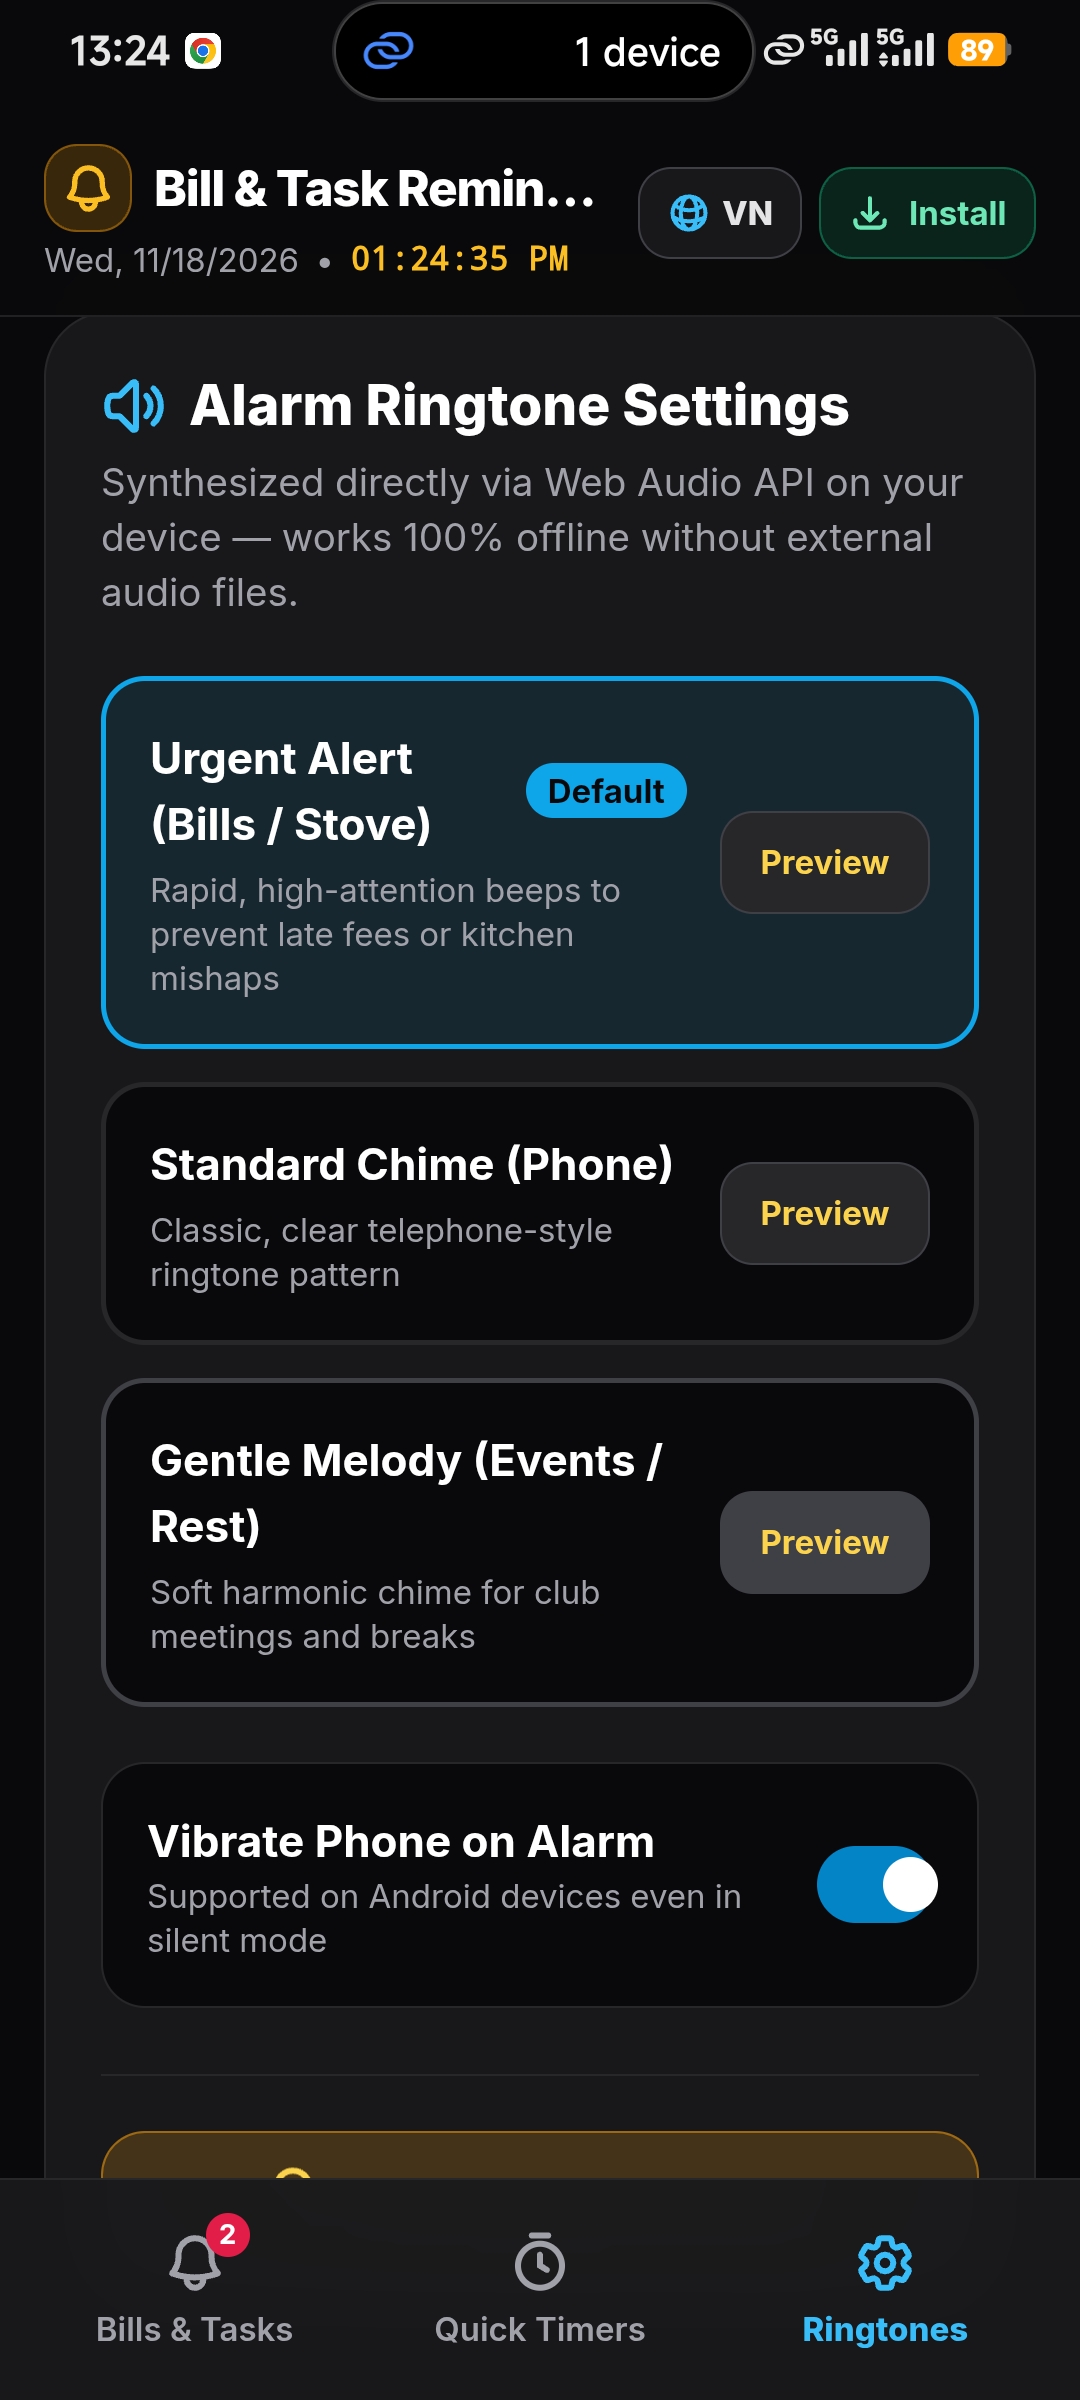 13:24
1 device
5G
5G
89
Bill & Task Remin...
VN
Install
Wed, 11/18/2026 • 01:24:35 PM
Alarm Ringtone Settings
Synthesized directly via Web Audio API on your
device — works 100% offline without external
audio files.
Urgent Alert
(Bills / Stove)
Default
Rapid, high-attention beeps to
prevent late fees or kitchen
mishaps
Preview
Standard Chime (Phone)
Classic, clear telephone-style
ringtone pattern
Preview
Gentle Melody (Events /
Rest)
Soft harmonic chime for club
meetings and breaks
Preview
Vibrate Phone on Alarm
Supported on Android devices even in
silent mode
2
Bills & Tasks
Quick Timers
Ringtones